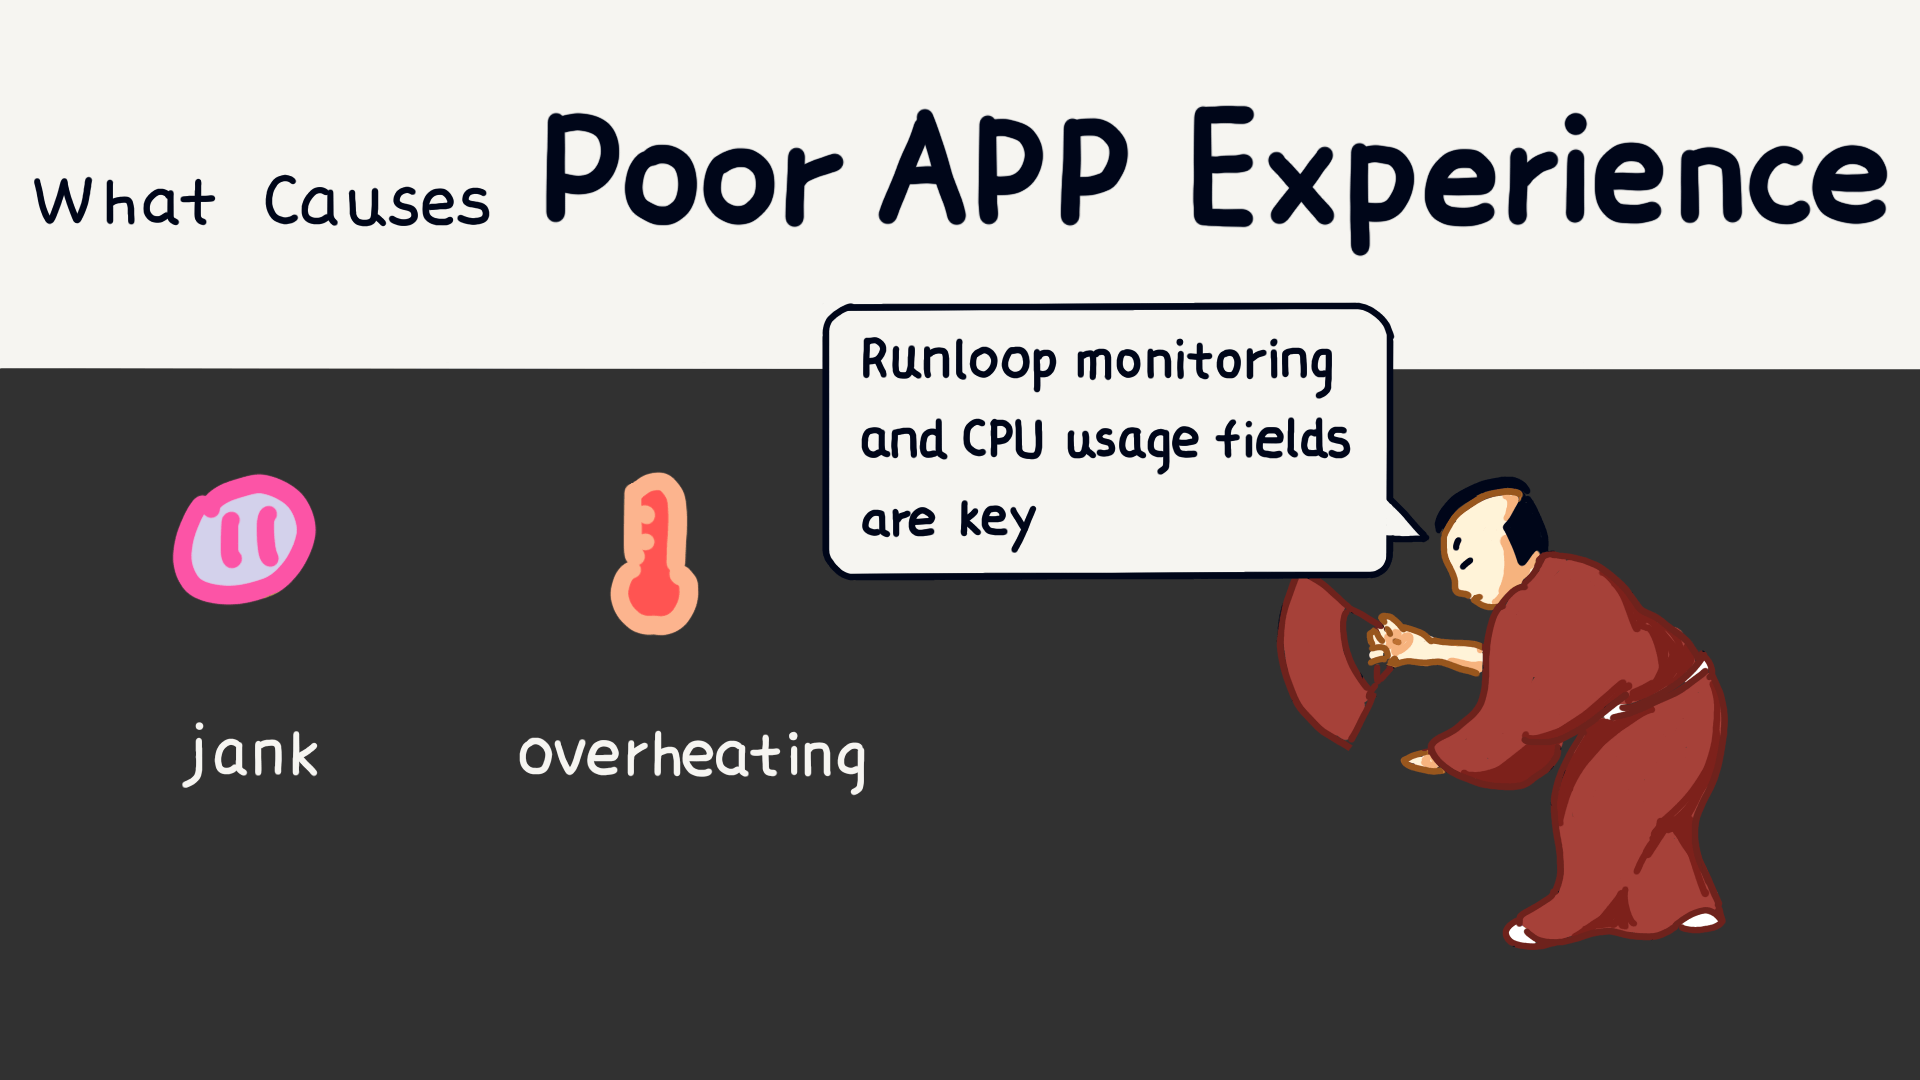 What Causes Poor APP Experience
Runloop monitoring
and CPU usage fields
are key
jank
overheating